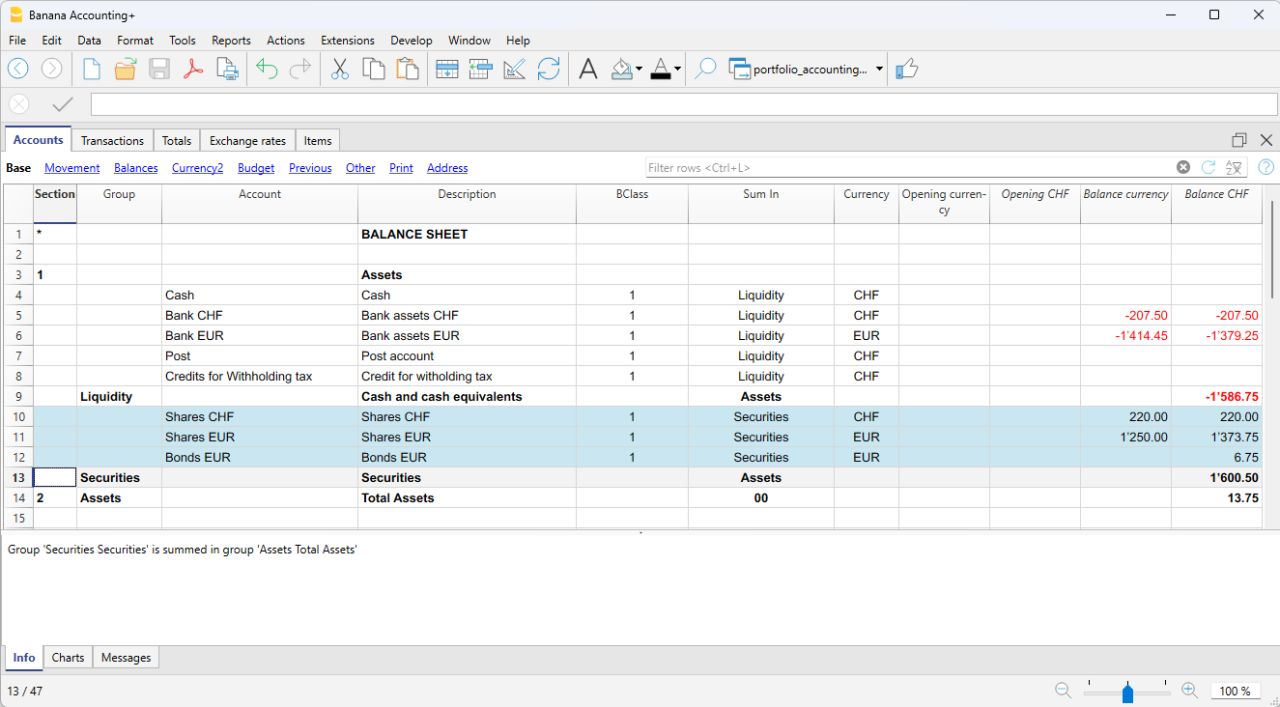 Banana Accounting+
File Edit Data Format Tools Reports Actions Extensions Develop Window Help
portfolio_accounting...
Accounts Transactions Totals Exchange rates Items
Base Movement Balances Currency2 Budget Previous Other Print Address Filter rows <Ctrl+L>
Section Group Account Description BClass Sum In Currency Opening curren- Opening CHF Balance currency Balance CHF
cy
1 * BALANCE SHEET
2
3 1 Assets
4 Cash Cash 1 Liquidity CHF
5 Bank CHF Bank assets CHF 1 Liquidity CHF -207.50 -207.50
6 Bank EUR Bank assets EUR 1 Liquidity EUR -1'414.45 -1'379.25
7 Post Post account 1 Liquidity CHF
8 Credits for Withholding tax Credit for witholding tax 1 Liquidity CHF
9 Liquidity Cash and cash equivalents Assets -1'586.75
10 Shares CHF Shares CHF 1 Securities CHF 220.00 220.00
11 Shares EUR Shares EUR 1 Securities EUR 1'250.00 1'373.75
12 Bonds EUR Bonds EUR 1 Securities EUR 6.75
13 Securities Securities Assets 1'600.50
14 2 Assets Total Assets 00 13.75
15
Group 'Securities Securities' is summed in group 'Assets Total Assets'
Info Charts Messages
13 / 47 100 %